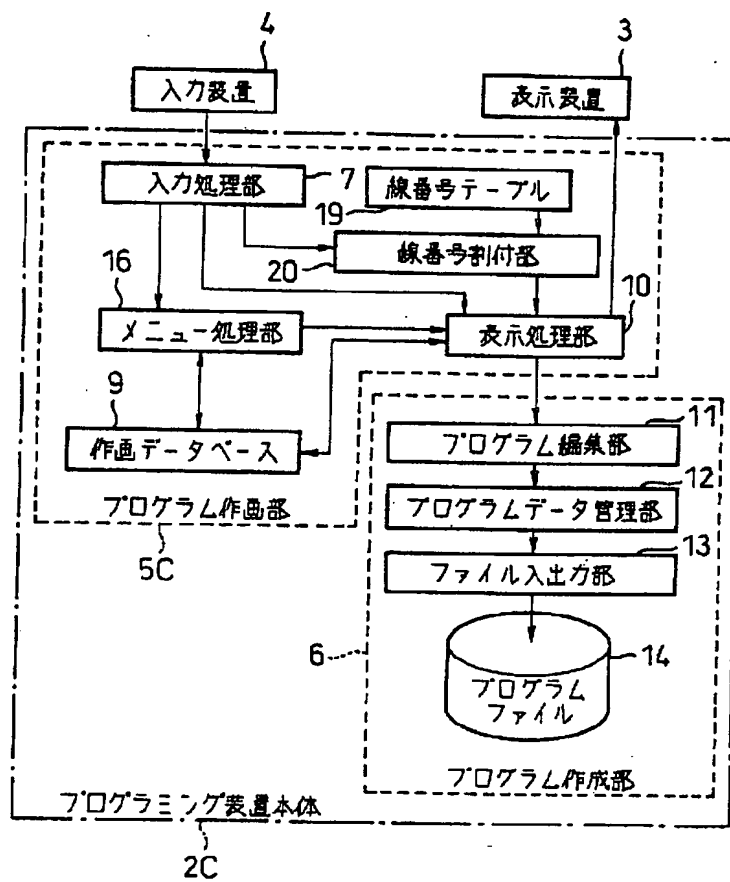 4
3
入力装置
表示装置
入力処理部
7
線番号テーブル
19
線番号割付部
20
16
10
メニュー処理部
表示処理部
9
作画データベース
11
プログラム編集部
プログラム作画部
12
プログラムデータ管理部
5C
13
ファイル入出力部
6
14
プログラム
ファイル
プログラム作成部
プログラミング装置本体
2C